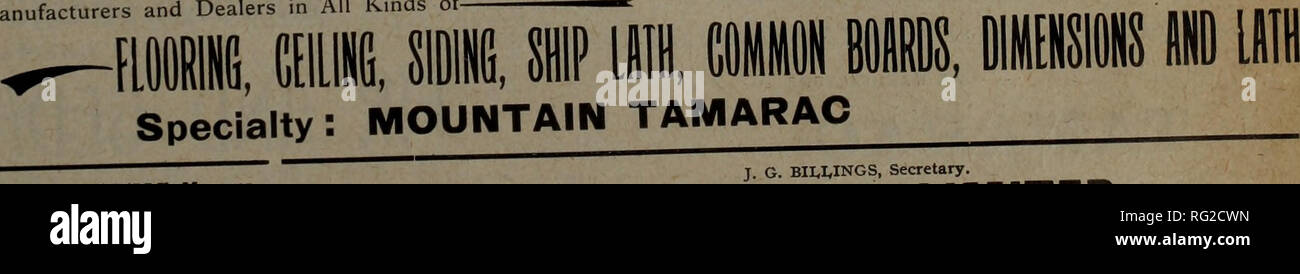 anufacturers and Dealers in All Kinds of
FLOORING, CEILING, SIDING, SHIP LATH, COMMON BOARDS, DIMENSIONS AND LATH
a alamy a a
Specialty: MOUNTAIN TAMARAC
J. G. BILLINGS, Secretary.
alamy
RG2CWN
www.alamy.com